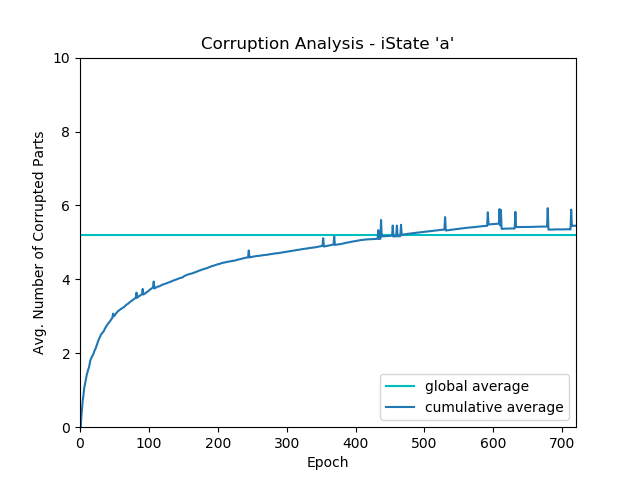 Corruption Analysis - iState 'a'
Avg. Number of Corrupted Parts
10
8
6
4
2
0
0 100 200 300 400 500 600 700
Epoch
global average
cumulative average